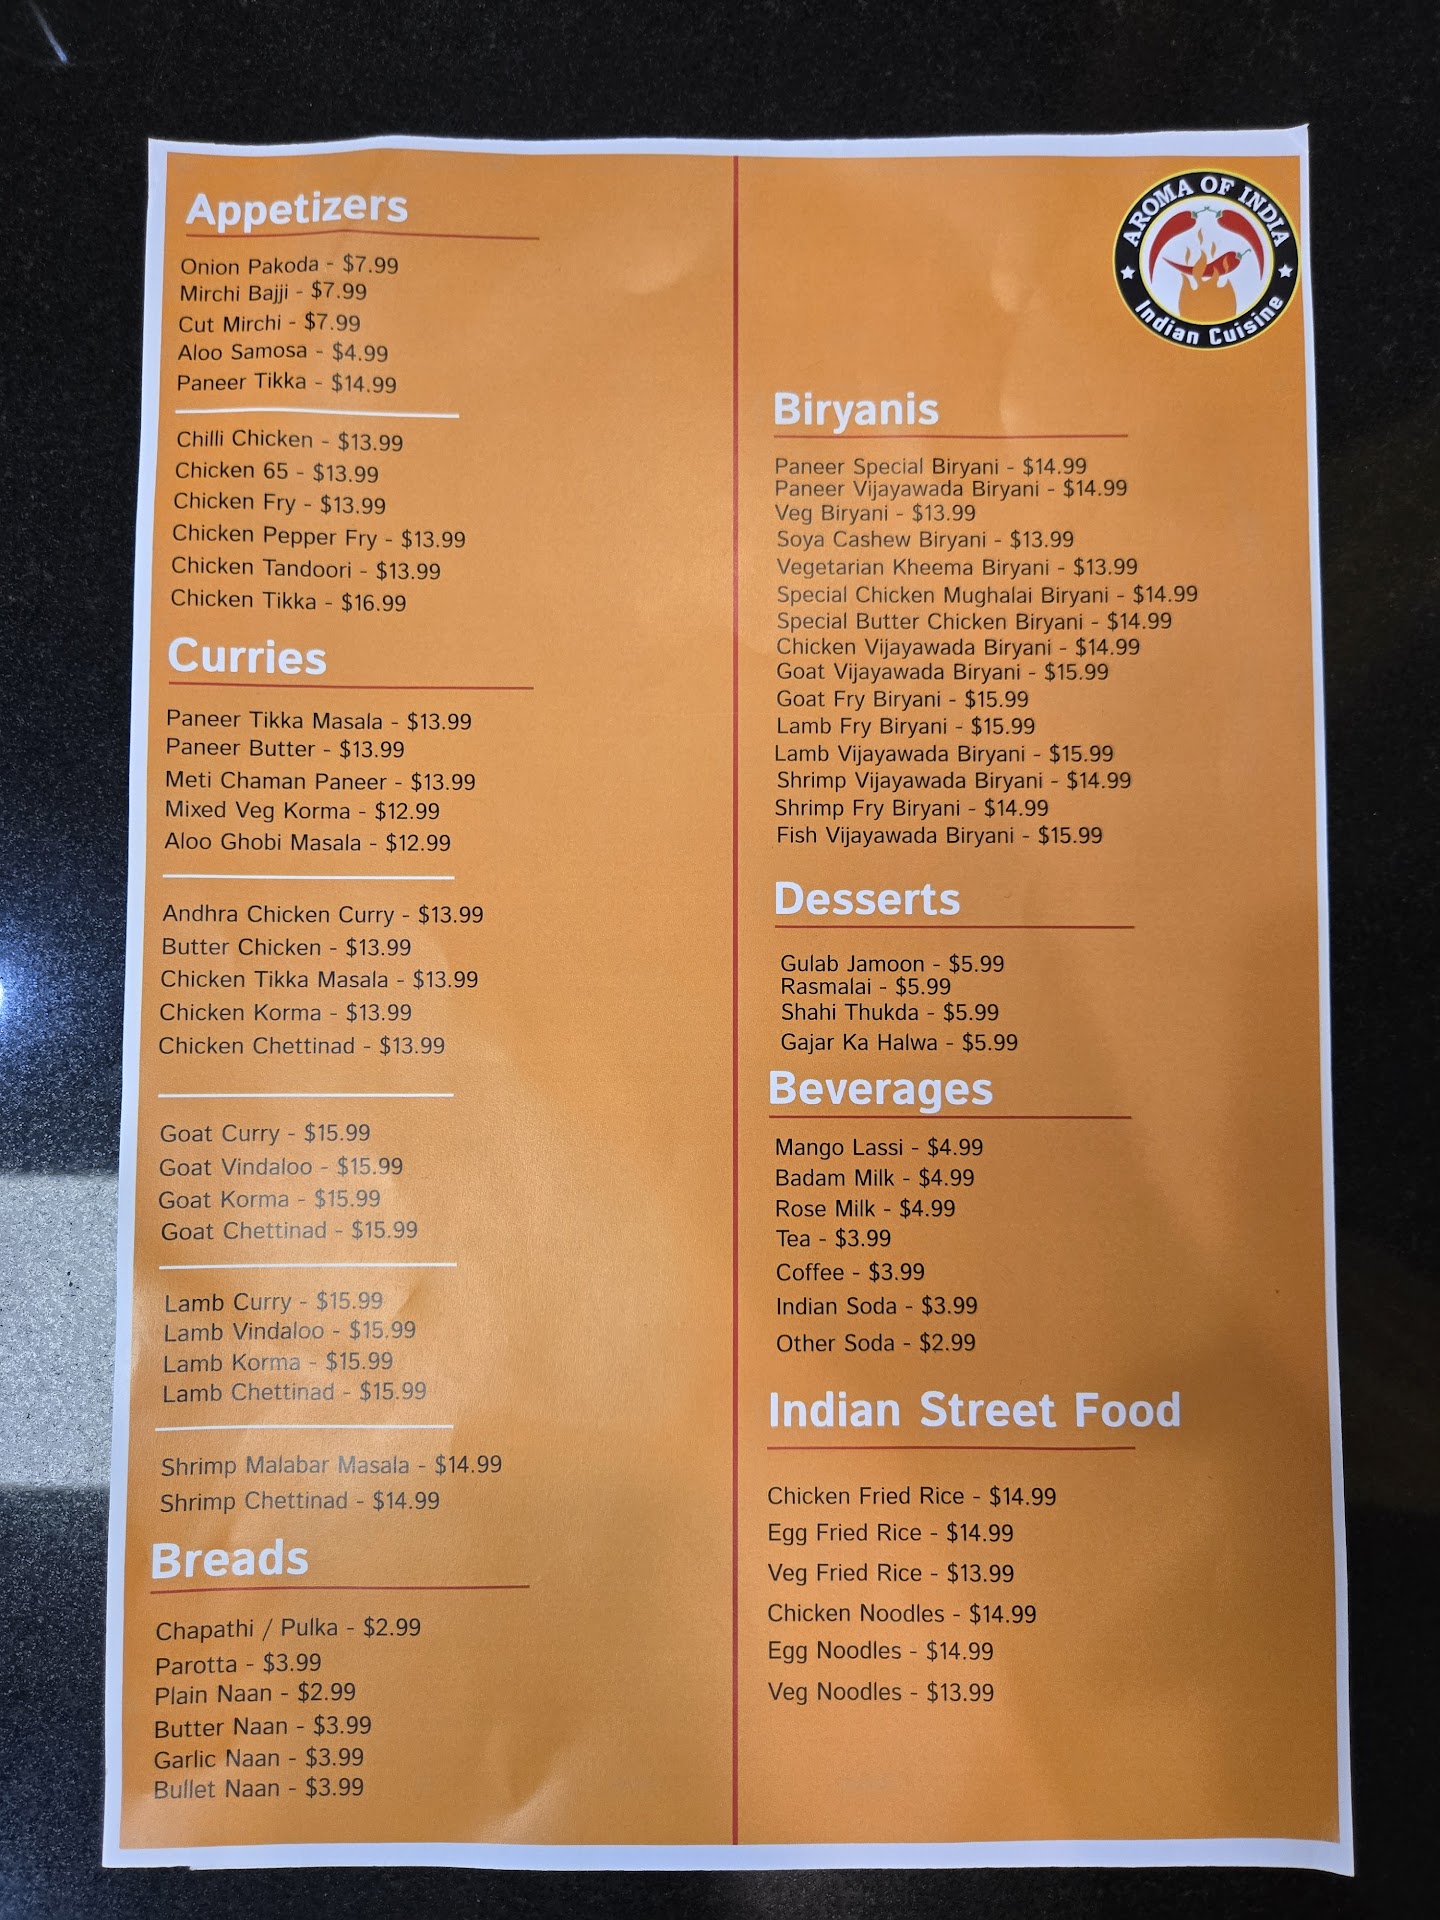 Appetizers
Onion Pakoda - $7.99
Mirchi Bajji - $7.99
Cut Mirchi - $7.99
Aloo Samosa - $4.99
Paneer Tikka - $14.99
Chilli Chicken - $13.99
Chicken 65 - $13.99
Chicken Fry - $13.99
Chicken Pepper Fry - $13.99
Chicken Tandoori - $13.99
Chicken Tikka - $16.99
Curries
Paneer Tikka Masala - $13.99
Paneer Butter - $13.99
Meti Chaman Paneer - $13.99
Mixed Veg Korma - $12.99
Aloo Ghobi Masala - $12.99
Andhra Chicken Curry - $13.99
Butter Chicken - $13.99
Chicken Tikka Masala - $13.99
Chicken Korma - $13.99
Chicken Chettinad - $13.99
Goat Curry - $15.99
Goat Vindaloo - $15.99
Goat Korma - $15.99
Goat Chettinad - $15.99
Lamb Curry - $15.99
Lamb Vindaloo - $15.99
Lamb Korma - $15.99
Lamb Chettinad - $15.99
Shrimp Malabar Masala - $14.99
Shrimp Chettinad - $14.99
Breads
Chapathi / Pulka - $2.99
Parotta - $3.99
Plain Naan - $2.99
Butter Naan - $3.99
Garlic Naan - $3.99
Bullet Naan - $3.99
AROMA OF INDIA
Indian Cuisine
Biryanis
Paneer Special Biryani - $14.99
Paneer Vijayawada Biryani - $14.99
Veg Biryani - $13.99
Soya Cashew Biryani - $13.99
Vegetarian Kheema Biryani - $13.99
Special Chicken Mughalai Biryani - $14.99
Special Butter Chicken Biryani - $14.99
Chicken Vijayawada Biryani - $14.99
Goat Vijayawada Biryani - $15.99
Goat Fry Biryani - $15.99
Lamb Fry Biryani - $15.99
Lamb Vijayawada Biryani - $15.99
Shrimp Vijayawada Biryani - $14.99
Shrimp Fry Biryani - $14.99
Fish Vijayawada Biryani - $15.99
Desserts
Gulab Jamoon - $5.99
Rasmalai - $5.99
Shahi Thukda - $5.99
Gajar Ka Halwa - $5.99
Beverages
Mango Lassi - $4.99
Badam Milk - $4.99
Rose Milk - $4.99
Tea - $3.99
Coffee - $3.99
Indian Soda - $3.99
Other Soda - $2.99
Indian Street Food
Chicken Fried Rice - $14.99
Egg Fried Rice - $14.99
Veg Fried Rice - $13.99
Chicken Noodles - $14.99
Egg Noodles - $14.99
Veg Noodles - $13.99